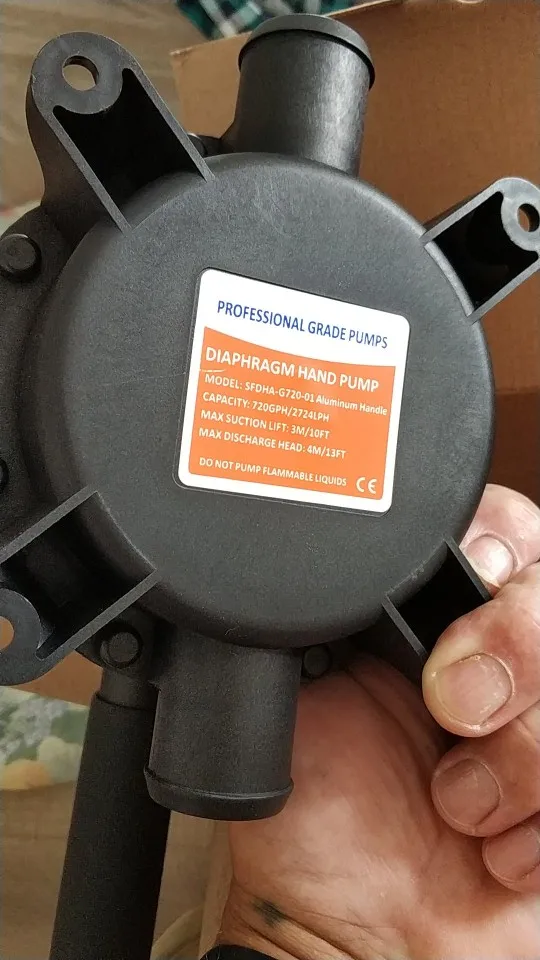 PROFESSIONAL GRADE PUMPS
DIAPHRAGM HAND PUMP
MODEL: SFDHA-G720-01 Aluminum Handle
CAPACITY: 720GPH/2724LPH
MAX SUCTION LIFT: 3M/10FT
MAX DISCHARGE HEAD: 4M/13FT
DO NOT PUMP FLAMMABLE LIQUIDS CE